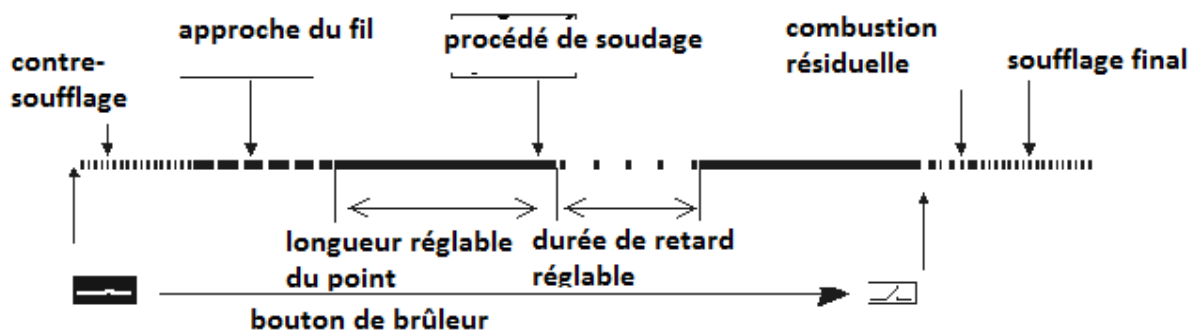 contre-
soufflage
approche du fil
procédé de soudage
combustion
résiduelle
soufflage final
longueur réglable
du point
durée de retard
réglable
bouton de brûleur